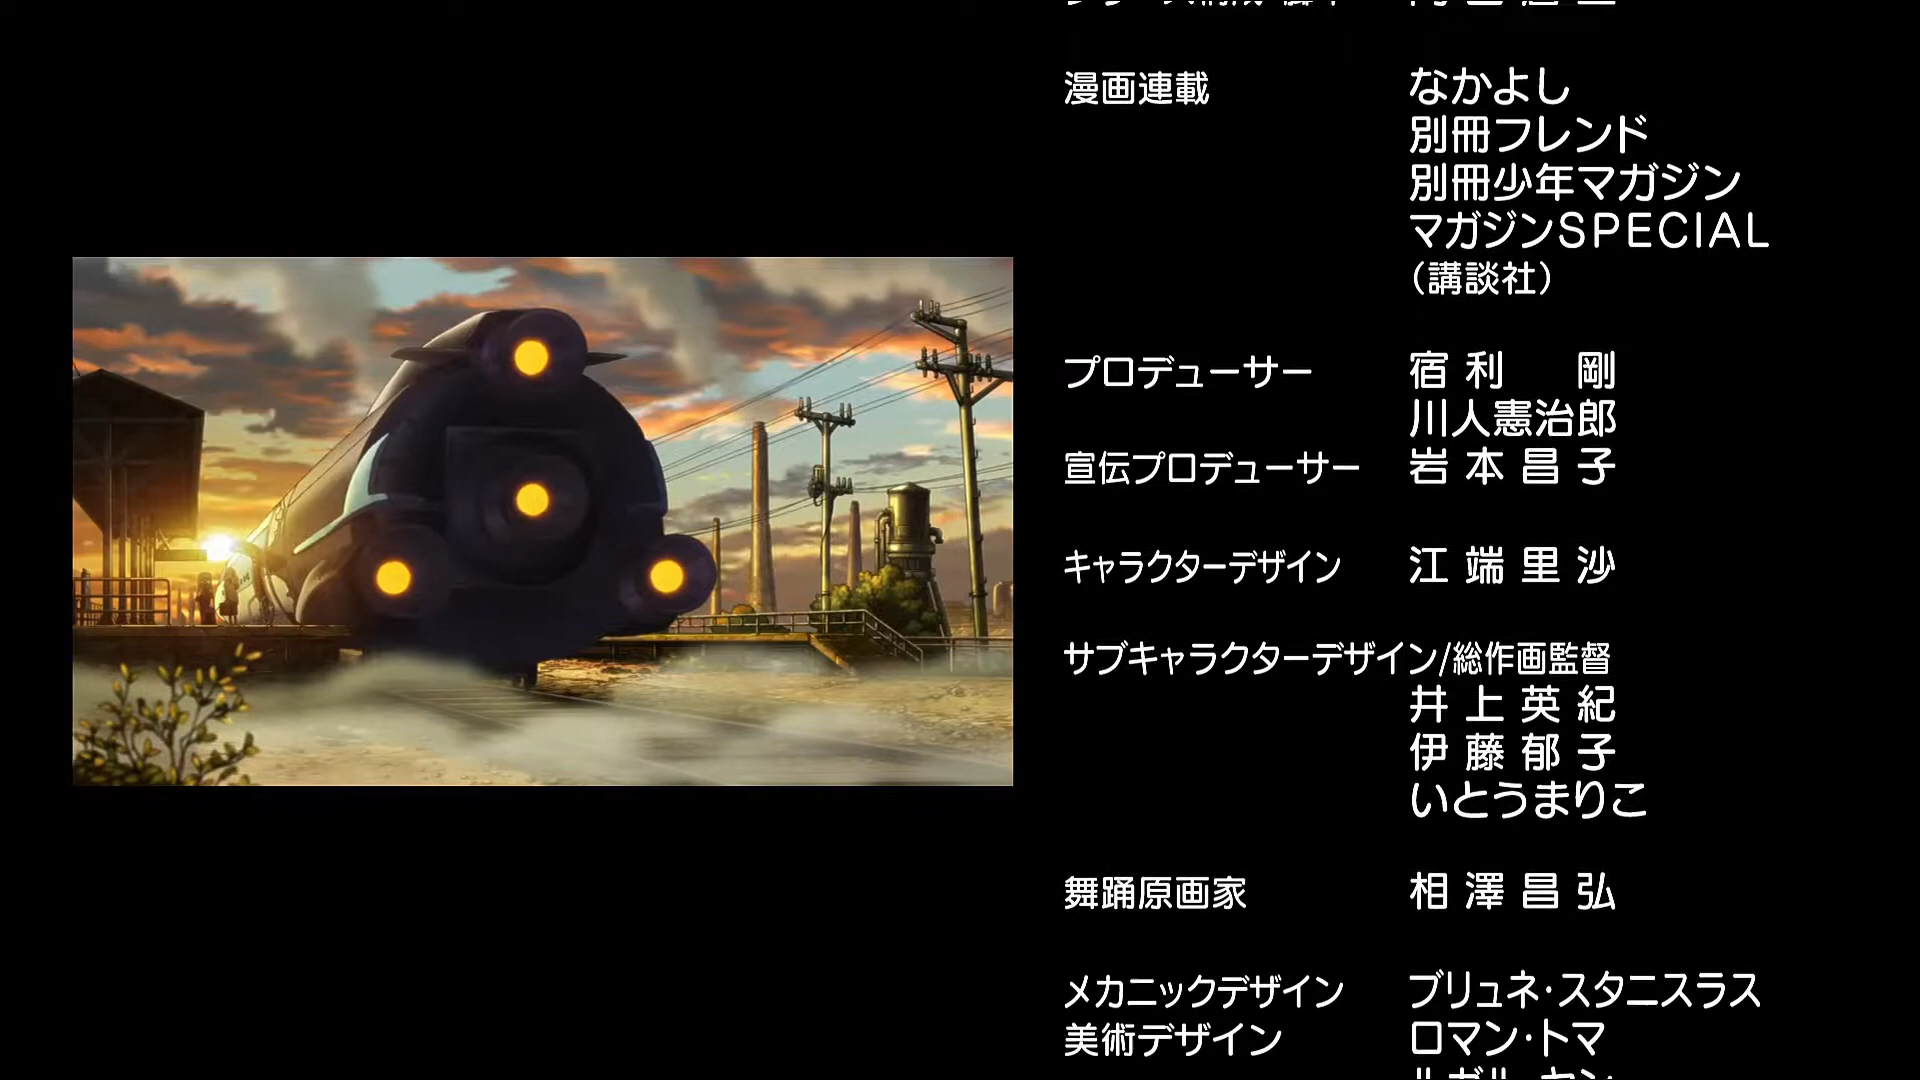 漫画連載 なかよし
別冊フレンド
別冊少年マガジン
マガジンSPECIAL
（講談社）
プロデューサー 宿利 剛
川人憲治郎
宣伝プロデューサー 岩本昌子
キャラクターデザイン 江端里沙
サブキャラクターデザイン/総作画監督
井上英紀
伊藤郁子
いとうまりこ
舞踊原画家 相澤昌弘
メカニックデザイン ブリュネ・スタニスラス
美術デザイン ロマン・トマ